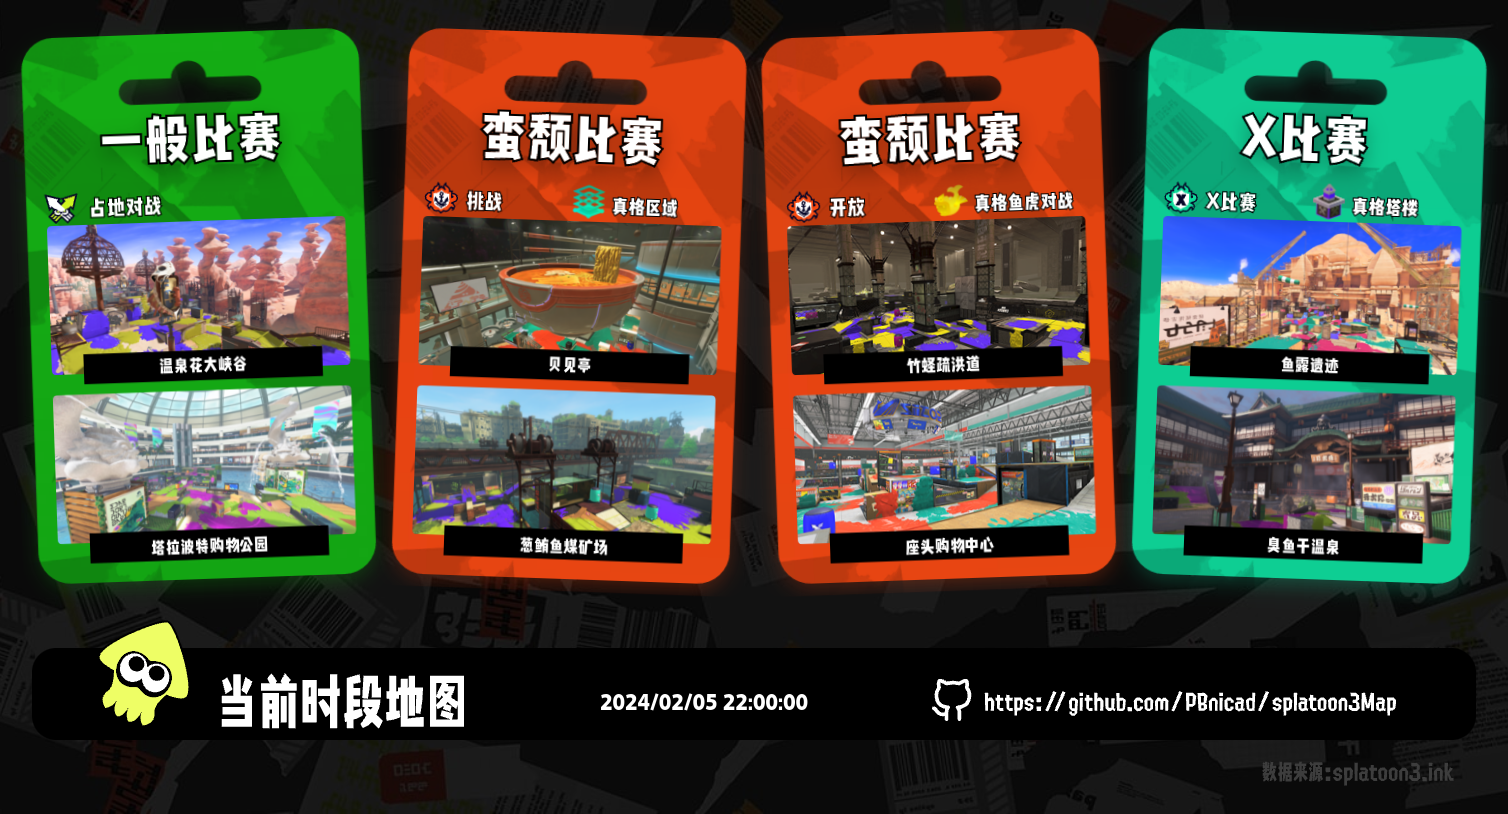 一般比赛
占地对战
温泉花大峡谷
塔拉波特购物公园
蛮颓比赛
挑战
真格区域
贝贝亭
葱鲔鱼煤矿场
蛮颓比赛
开放
真格鱼虎对战
竹蛏疏洪道
座头购物中心
X比赛
X比赛
真格塔楼
鱼露遗迹
臭鱼干温泉
当前时段地图
2024/02/05 22:00:00
https://github.com/PBnicad/splatoon3Map
数据来源:splatoon3.ink